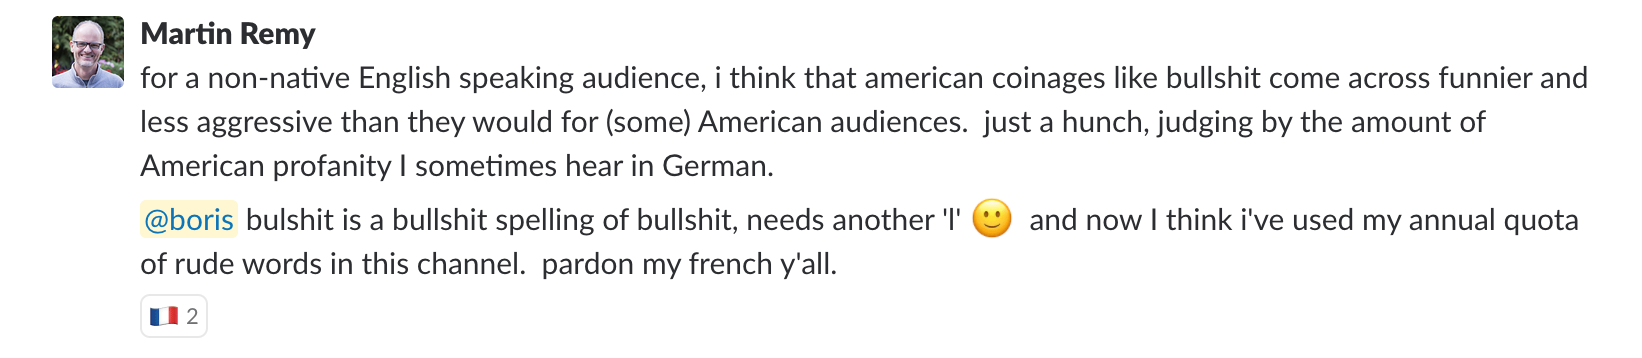 Martin Remy
for a non-native English speaking audience, i think that american coinages like bullshit come across funnier and
less aggressive than they would for (some) American audiences.  just a hunch, judging by the amount of
American profanity I sometimes hear in German.
@boris bulshit is a bullshit spelling of bullshit, needs another 'l' 🙂  and now I think i've used my annual quota
of rude words in this channel.  pardon my french y'all.
🇫🇷 2